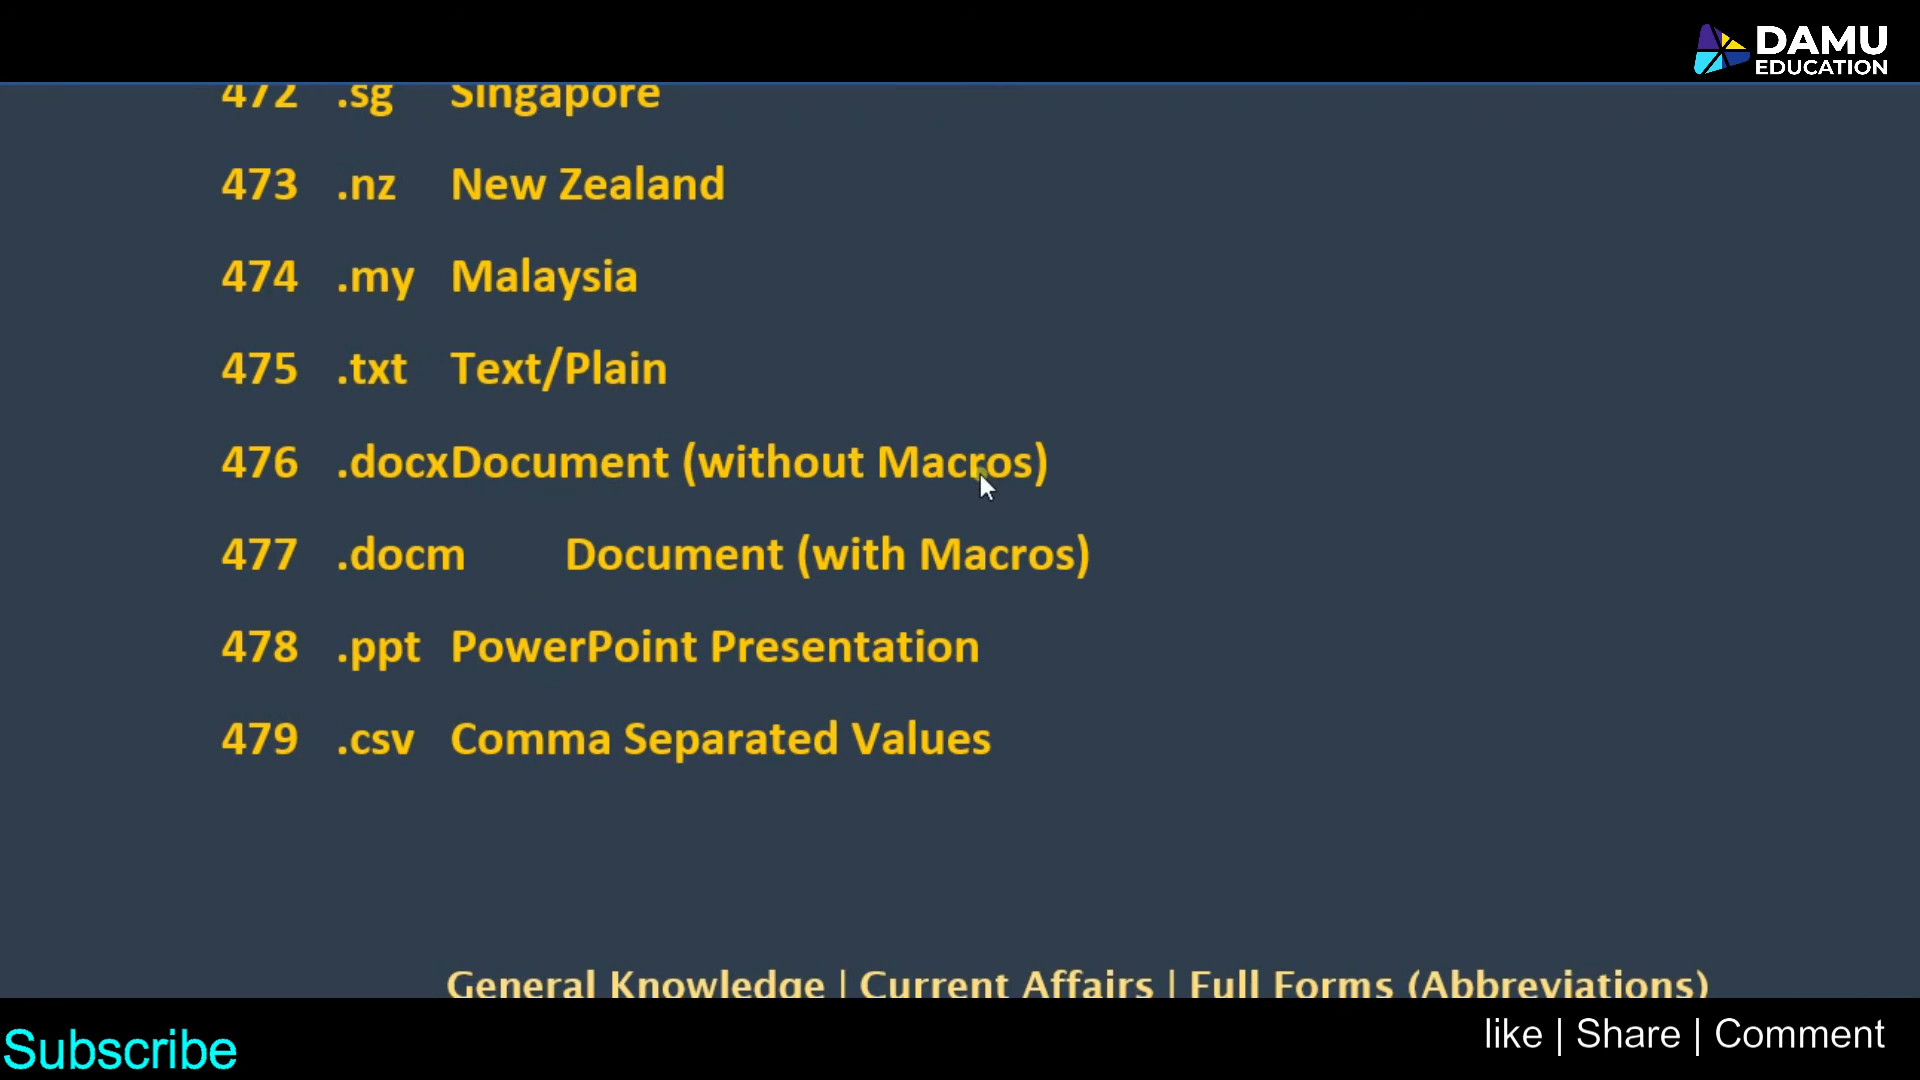 DAMU
EDUCATION
472 .sg Singapore
473 .nz New Zealand
474 .my Malaysia
475 .txt Text/Plain
476 .docxDocument (without Macros)
477 .docm Document (with Macros)
478 .ppt PowerPoint Presentation
479 .csv Comma Separated Values
General Knowledge | Current Affairs | Full Forms (Abbreviations)
Subscribe
like | Share | Comment